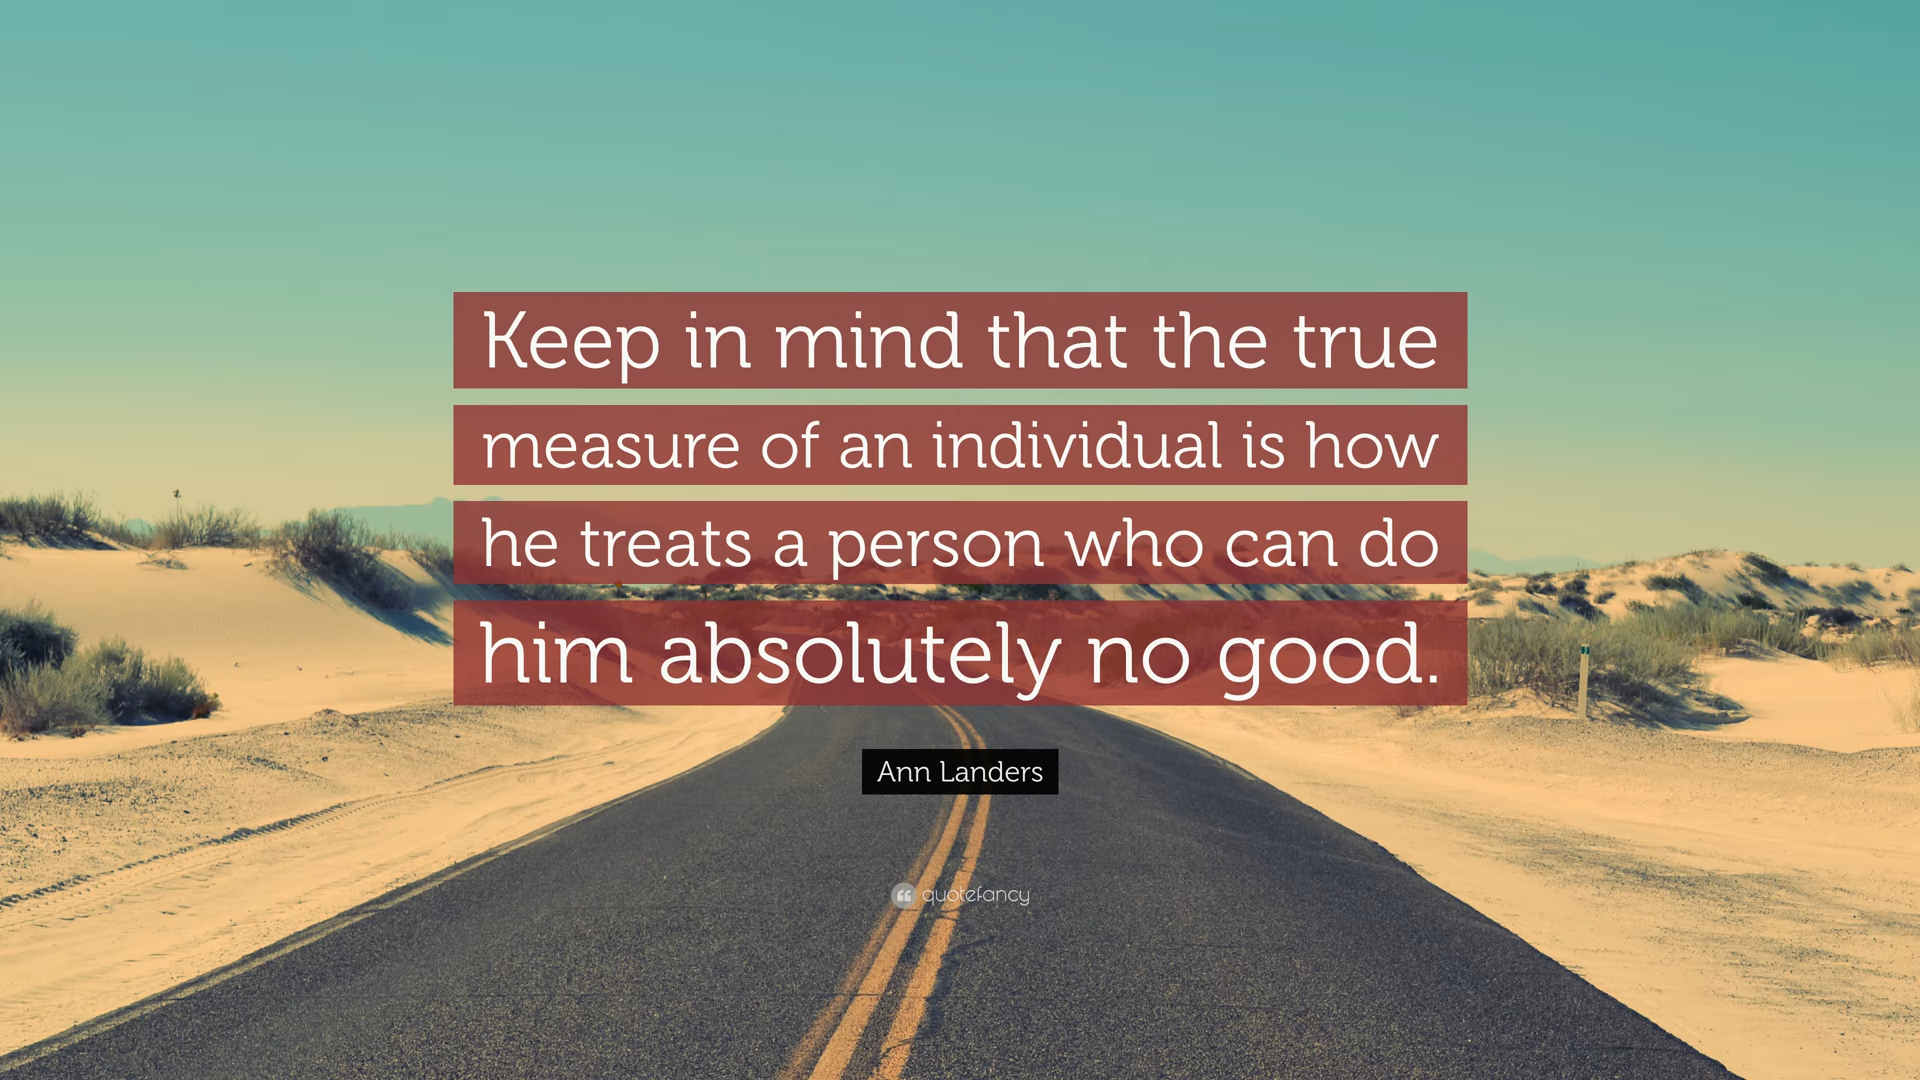 Keep in mind that the true
measure of an individual is how
he treats a person who can do
him absolutely no good.
Ann Landers
quotefancy